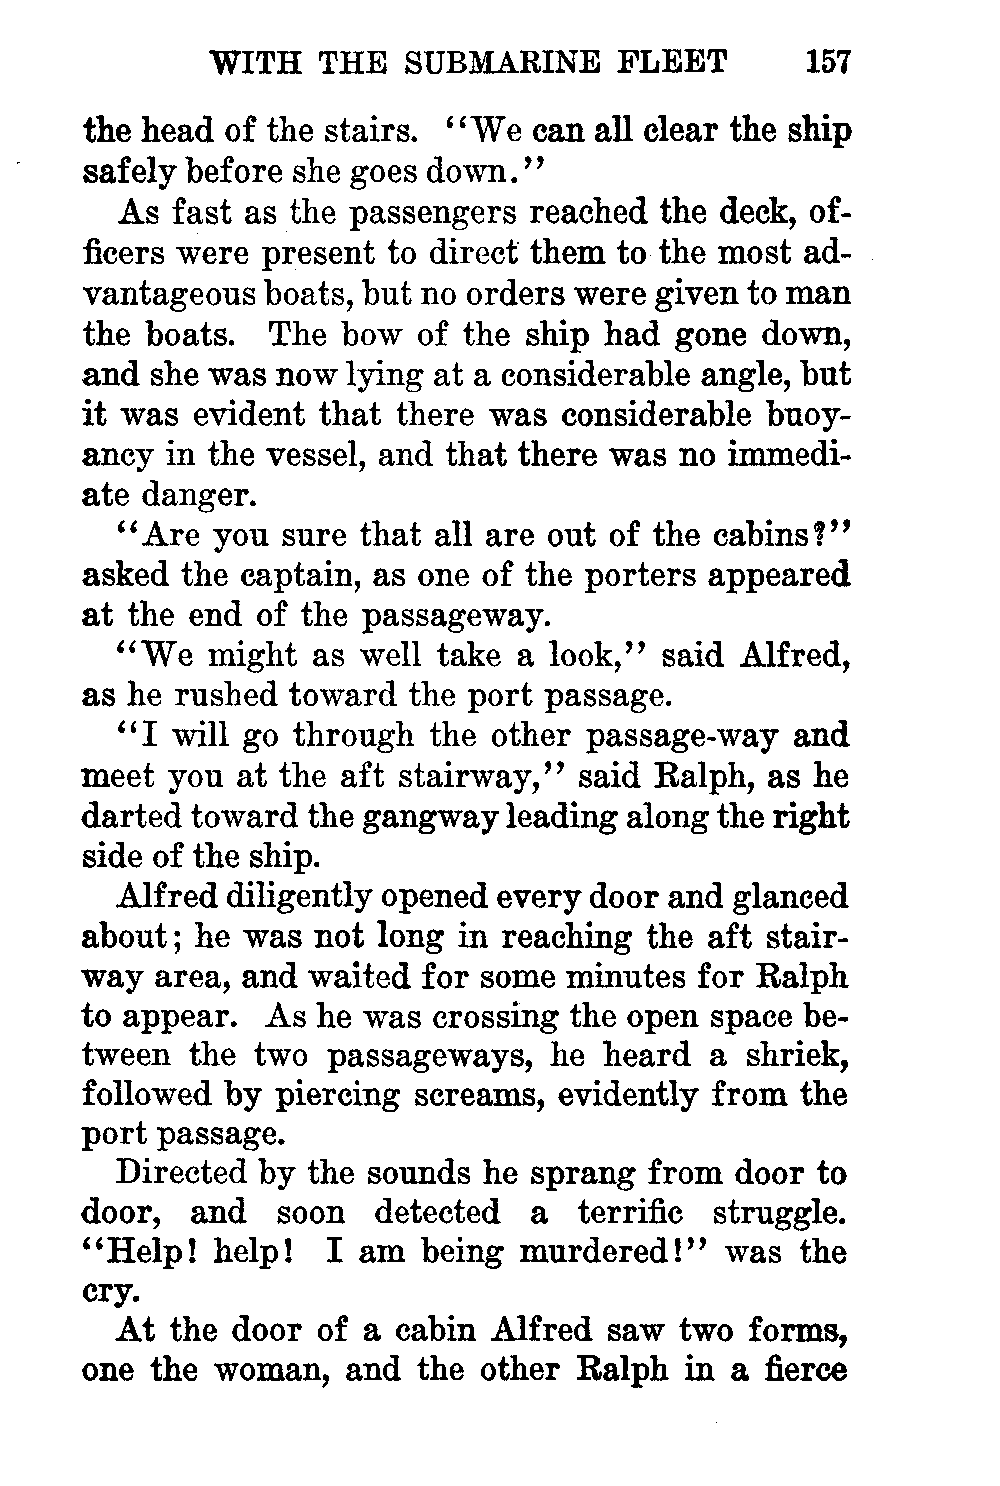 WITH THE SUBMARINE FLEET 157
the head of the stairs. "We can all clear the ship
safely before she goes down."
As fast as the passengers reached the deck, of-
ficers were present to direct them to the most ad-
vantageous boats, but no orders were given to man
the boats. The bow of the ship had gone down,
and she was now lying at a considerable angle, but
it was evident that there was considerable buoy-
ancy in the vessel, and that there was no immedi-
ate danger.
"Are you sure that all are out of the cabins?"
asked the captain, as one of the porters appeared
at the end of the passageway.
"We might as well take a look," said Alfred,
as he rushed toward the port passage.
"I will go through the other passage-way and
meet you at the aft stairway," said Ralph, as he
darted toward the gangway leading along the right
side of the ship.
Alfred diligently opened every door and glanced
about; he was not long in reaching the aft stair-
way area, and waited for some minutes for Ralph
to appear. As he was crossing the open space be-
tween the two passageways, he heard a shriek,
followed by piercing screams, evidently from the
port passage.
Directed by the sounds he sprang from door to
door, and soon detected a terrific struggle.
"Help! help! I am being murdered!" was the
cry.
At the door of a cabin Alfred saw two forms,
one the woman, and the other Ralph in a fierce